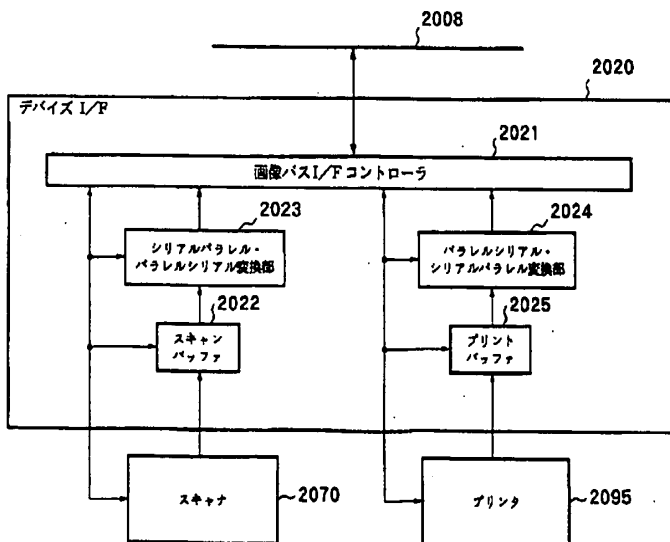 2008
2020
デバイズ I/F
2021
画像バスI/F コントローラ
2023
シリアルパラレル・
パラレルシリアル変換部
2024
パラレルシリアル・
シリアルパラレル変換部
2022
スキャン
バッファ
2025
プリント
バッファ
スキャナ
2070
プリンタ
2095